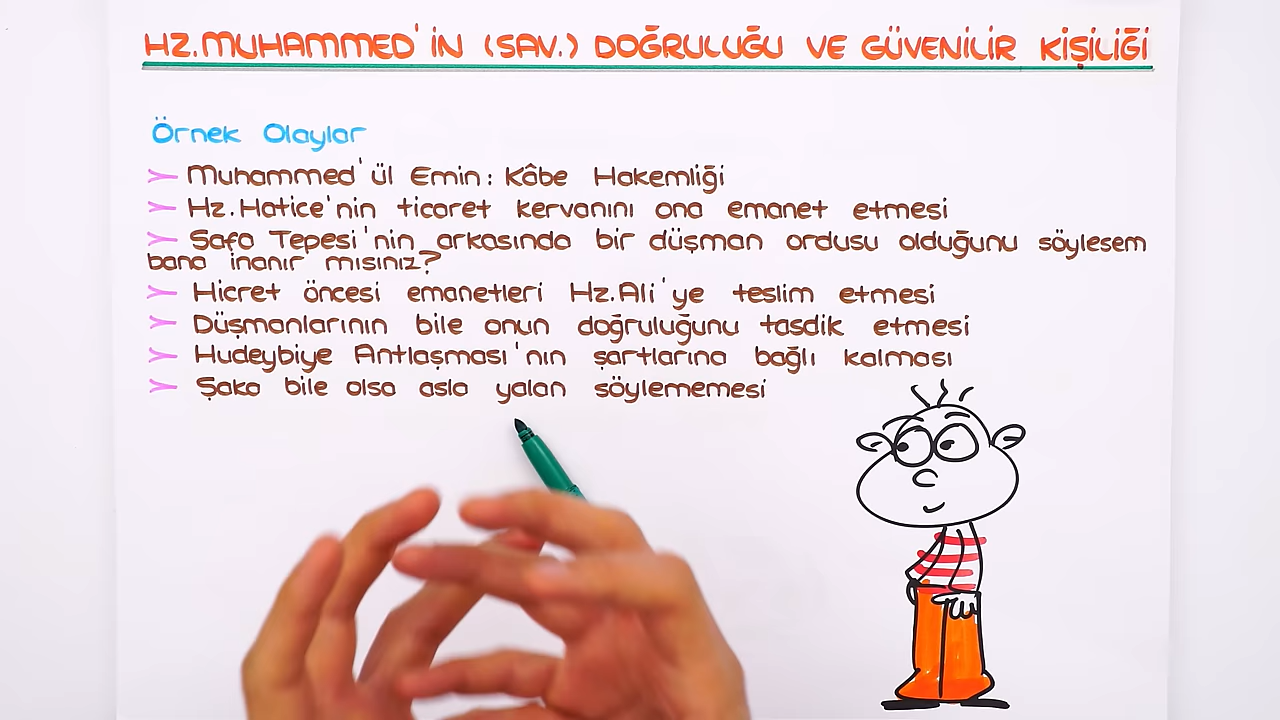 HZ.MUHAMMED'İN (SAV.) DOĞRULUĞU VE GÜVENİLİR KİŞİLİĞİ
Örnek Olaylar
Muhammed'ül Emin: Kâbe Hakemliği
Hz.Hatice'nin ticaret kervanını ona emanet etmesi
Safa Tepesi'nin arkasında bir düşman ordusu olduğunu söylesem
bana inanır mısınız?
Hicret öncesi emanetleri Hz.Ali'ye teslim etmesi
Düşmanlarının bile onun doğruluğunu tasdik etmesi
Hudeybiye Antlaşması'nın şartlarına bağlı kalması
Şaka bile olsa asla yalan söylememesi